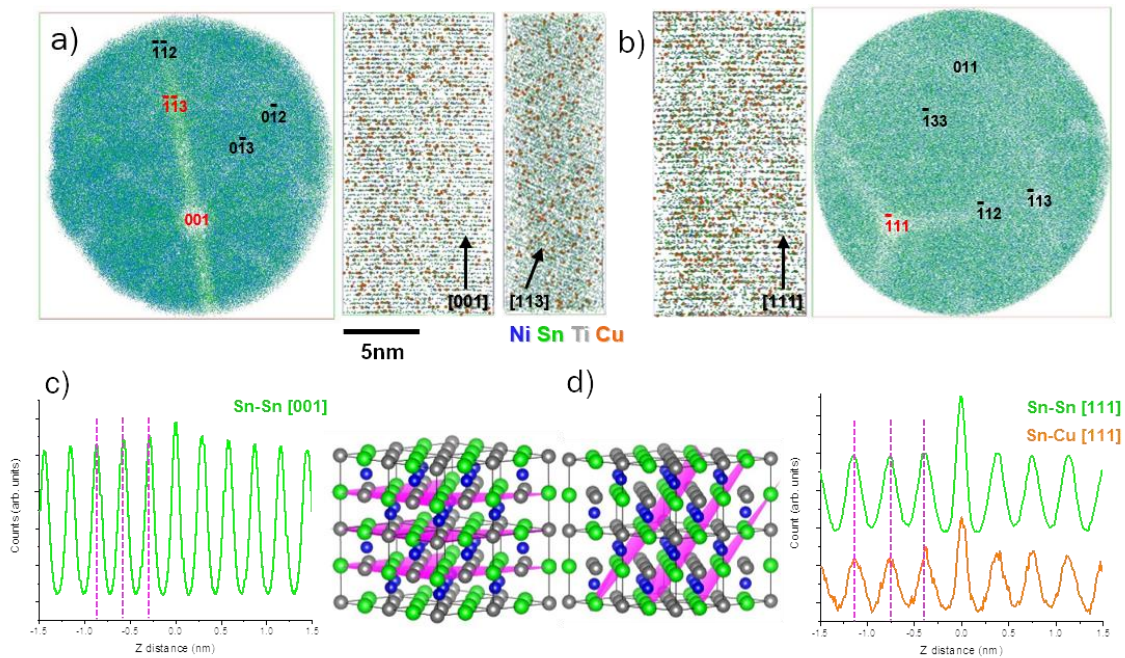 a)
1̄1̄2
1̄1̄3
01̄2
01̄3
001
[001]
[113]
b)
[111]
011
1̄33
1̄13
1̄12
1̄11
5nm
Ni Sn Ti Cu
c)
Sn-Sn [001]
Counts (arb. units)
-1.5 -1.0 -0.5 0.0 0.5 1.0 1.5
Z distance (nm)
d)
Sn-Sn [111]
Sn-Cu [111]
Count (arb. units)
-1.5 -1.0 -0.5 0.0 0.5 1.0 1.5
Z distance (nm)